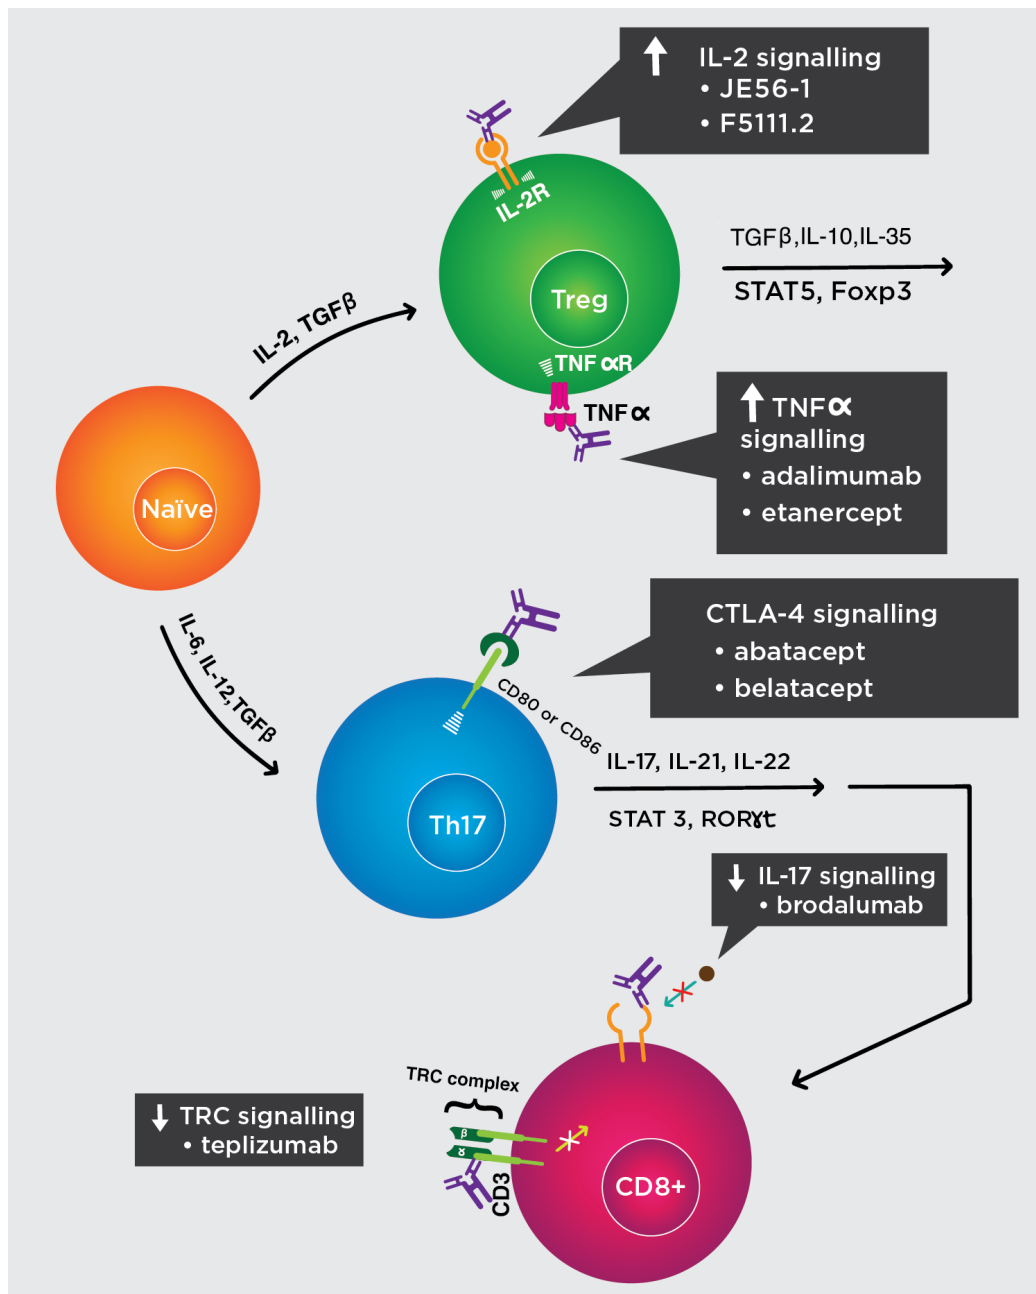 IL-2 signalling
• JE56-1
• F5111.2
IL-2R
TGFβ,IL-10,IL-35
STAT5, Foxp3
Treg
IL-2, TGFβ
TNF αR
TNF α
TNFα
signalling
• adalimumab
• etanercept
Naïve
IL-6, IL-12,TGFβ
CTLA-4 signalling
• abatacept
• belatacept
CD80 or CD86
IL-17, IL-21, IL-22
STAT 3, RORɣt
Th17
IL-17 signalling
• brodalumab
TRC complex
TRC signalling
• teplizumab
β
ɣ
CD3
CD8+